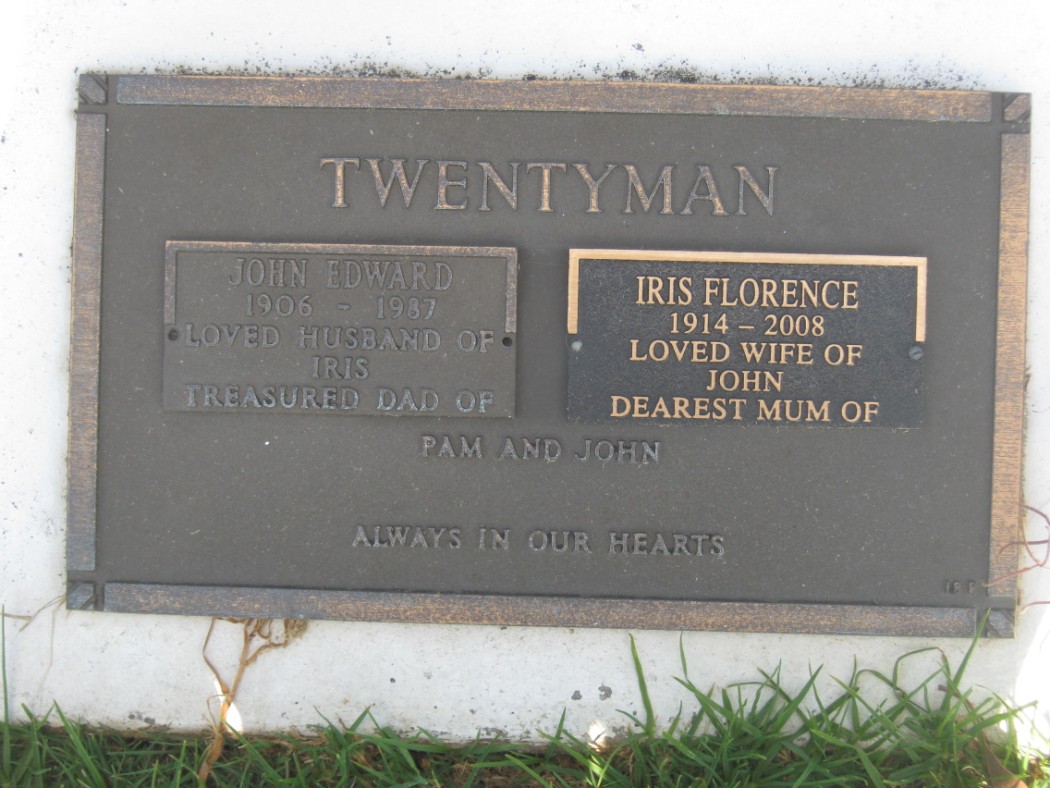 TWENTYMAN
JOHN EDWARD
1906 - 1987
LOVED HUSBAND OF
IRIS
TREASURED DAD OF
IRIS FLORENCE
1914 – 2008
LOVED WIFE OF
JOHN
DEAREST MUM OF
PAM AND JOHN
ALWAYS IN OUR HEARTS